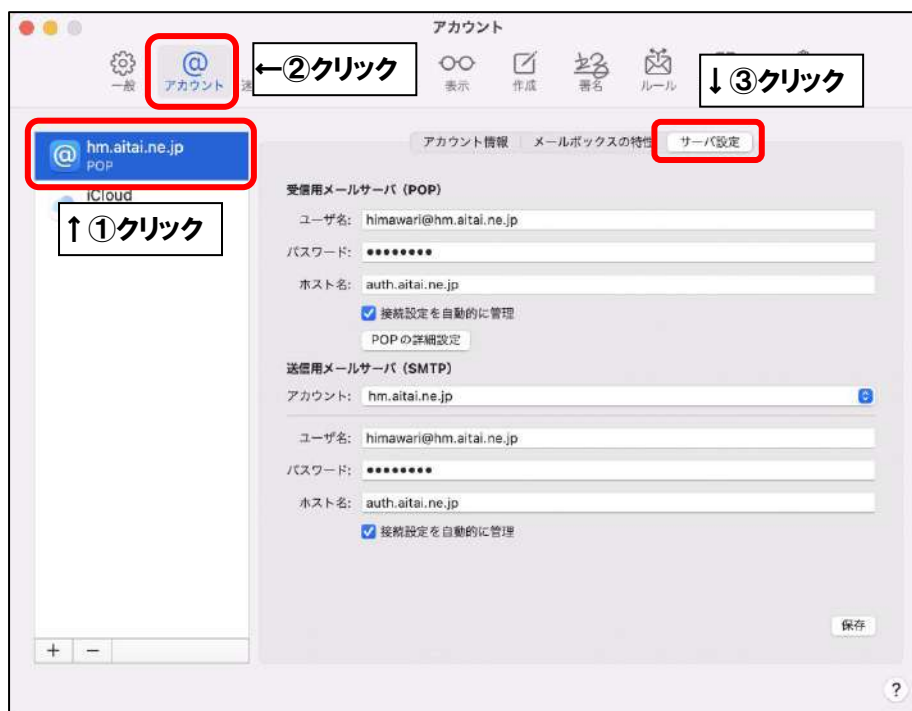 アカウント
一般
アカウント
迷
←②クリック
表示
作成
署名
ルール
↓③クリック
hm.aitai.ne.jp
POP
iCloud
↑①クリック
アカウント情報
メールボックスの特性
サーバ設定
受信用メールサーバ（POP）
ユーザ名: himawari@hm.aitai.ne.jp
パスワード: ●●●●●●●●
ホスト名: auth.aitai.ne.jp
接続設定を自動的に管理
POPの詳細設定
送信用メールサーバ（SMTP）
アカウント: hm.aitai.ne.jp
ユーザ名: himawari@hm.aitai.ne.jp
パスワード: ●●●●●●●●
ホスト名: auth.aitai.ne.jp
接続設定を自動的に管理
保存
+ −
?